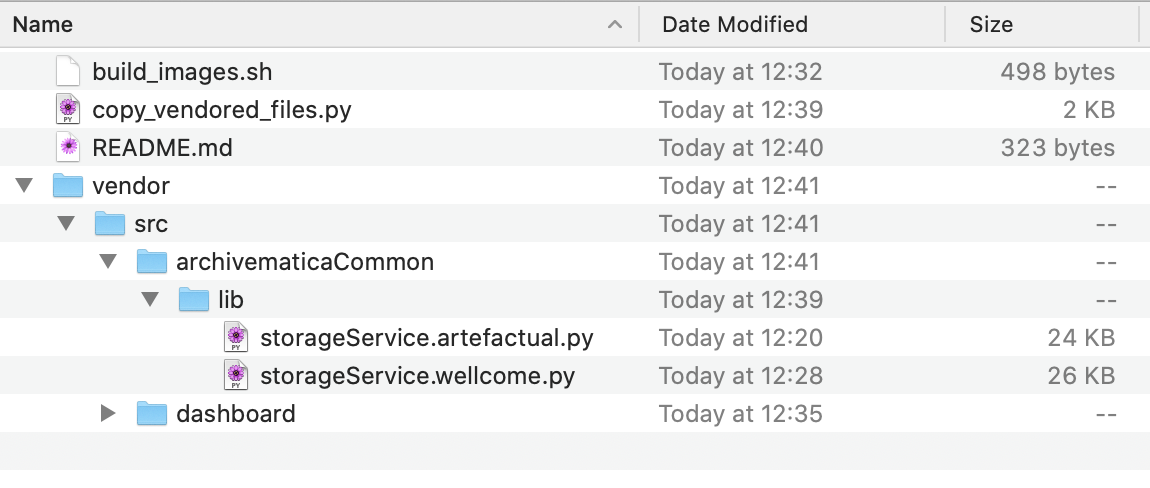 Name Date Modified Size
build_images.sh Today at 12:32 498 bytes
copy_vendored_files.py Today at 12:39 2 KB
README.md Today at 12:40 323 bytes
vendor Today at 12:41 --
src Today at 12:41 --
archivematicaCommon Today at 12:41 --
lib Today at 12:39 --
PY storageService.artefactual.py Today at 12:20 24 KB
PY storageService.wellcome.py Today at 12:28 26 KB
dashboard Today at 12:35 --